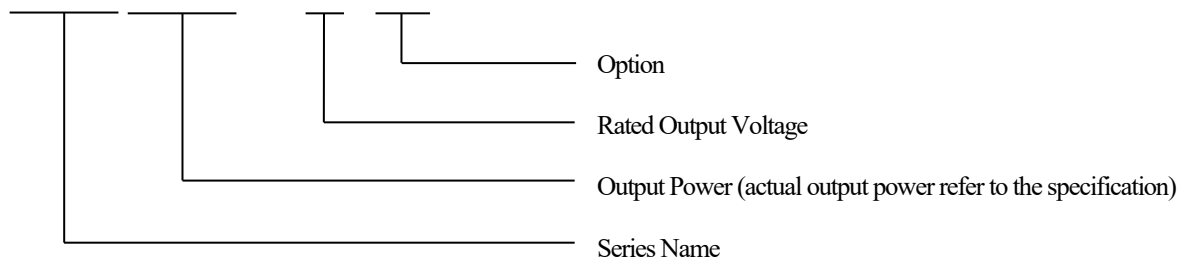 Option
Rated Output Voltage
Output Power (actual output power refer to the specification)
Series Name